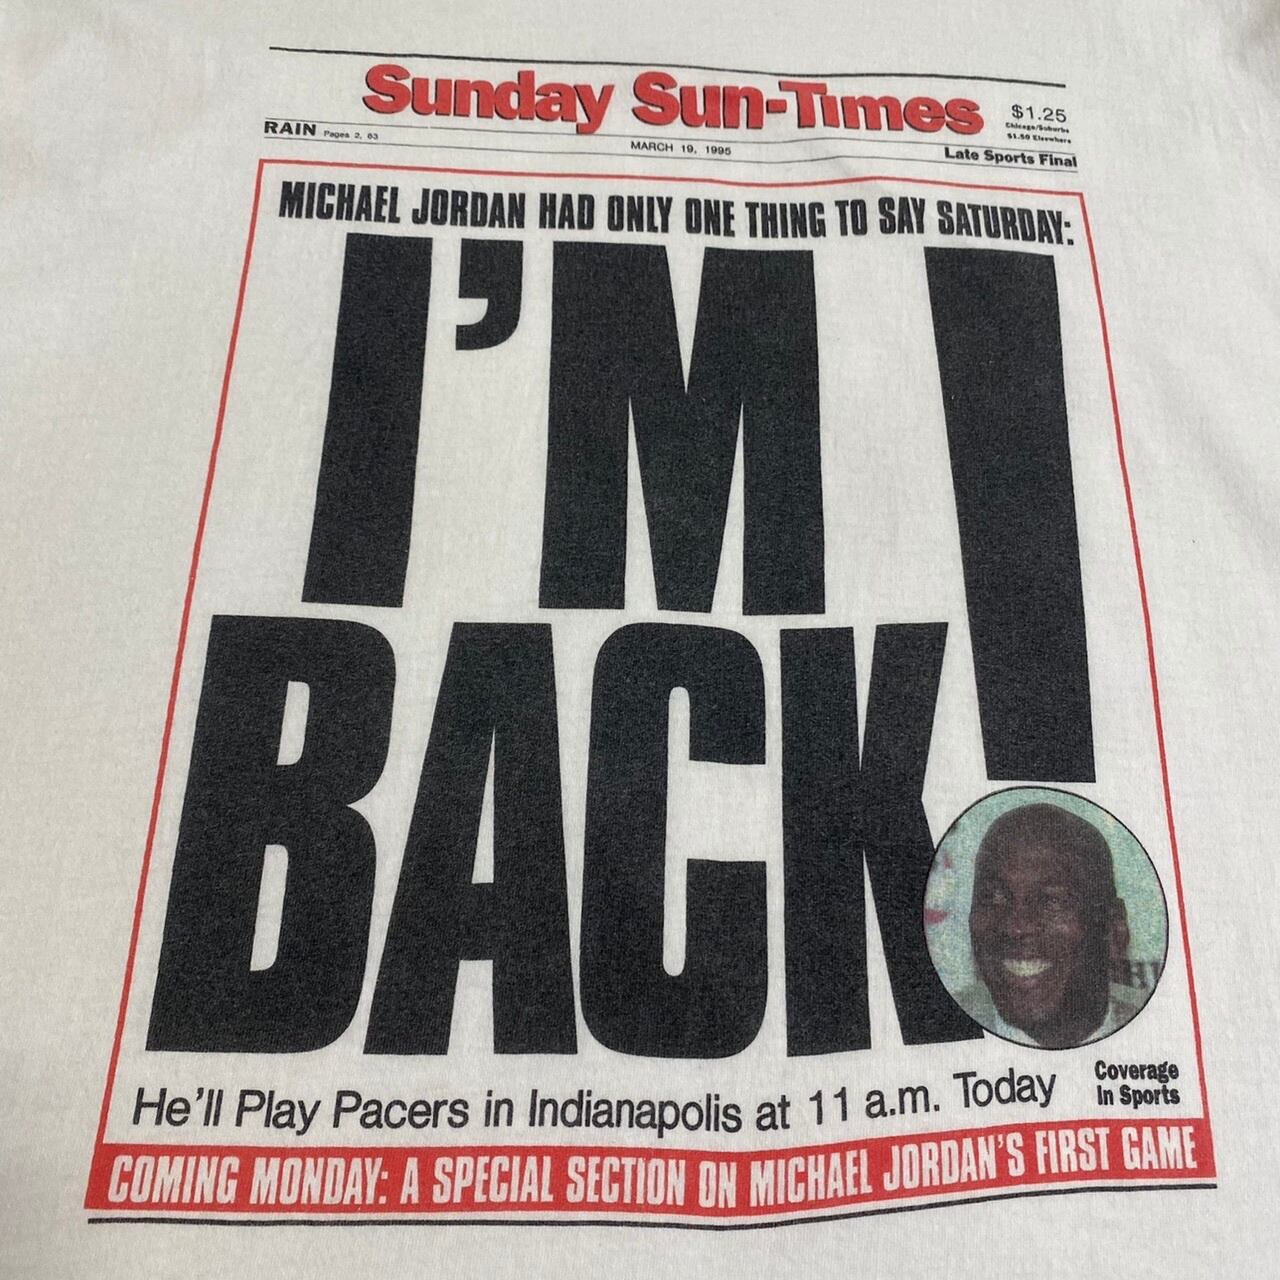 Sunday Sun-Times
$1.25
Chicago/Suburbs
$1.50 Elsewhere
RAIN Pages 2, 63
MARCH 19, 1995
Late Sports Final
MICHAEL JORDAN HAD ONLY ONE THING TO SAY SATURDAY:
I'M
BACK!
He'll Play Pacers in Indianapolis at 11 a.m. Today
Coverage
In Sports
COMING MONDAY: A SPECIAL SECTION ON MICHAEL JORDAN'S FIRST GAME